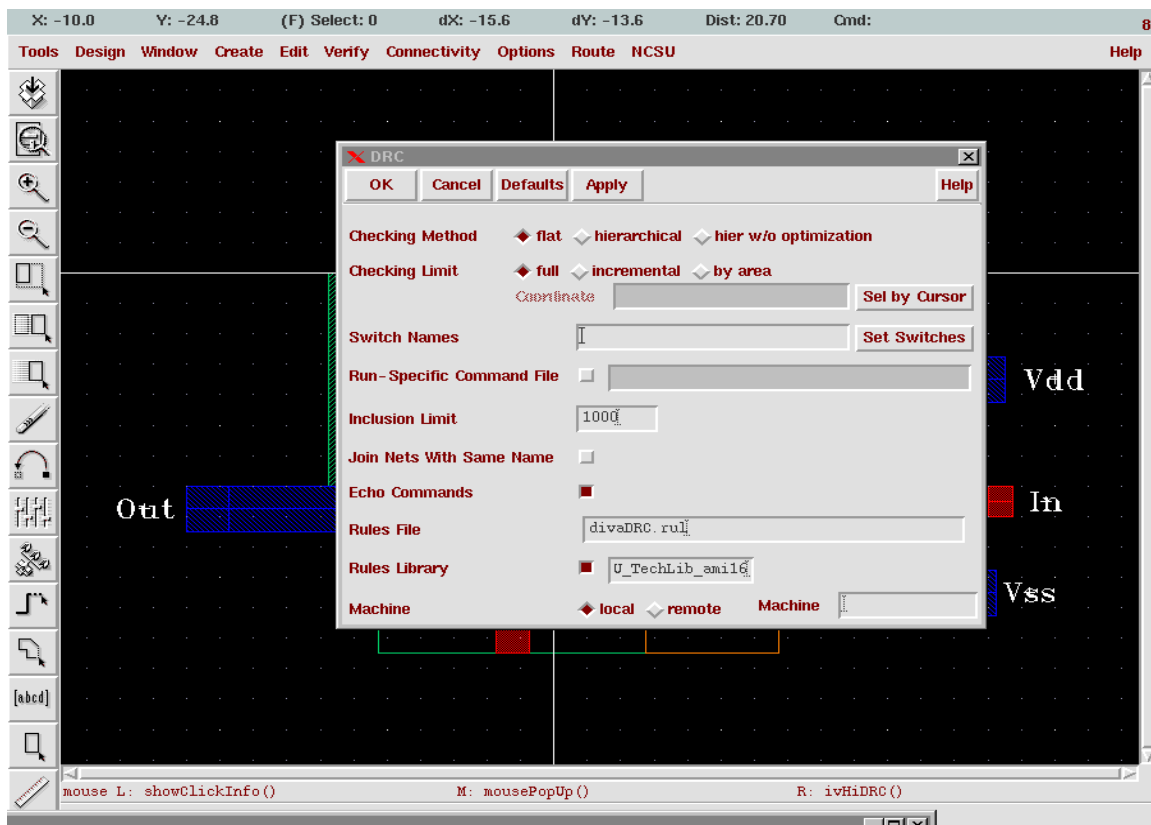 X: -10.0 Y: -24.8 (F) Select: 0 dX: -15.6 dY: -13.6 Dist: 20.70 Cmd: 8
Tools Design Window Create Edit Verify Connectivity Options Route NCSU Help
DRC
OK Cancel Defaults Apply Help
Checking Method flat hierarchical hier w/o optimization
Checking Limit full incremental by area
Coordinate Sel by Cursor
Switch Names Set Switches
Run-Specific Command File
Vdd
Inclusion Limit 1000
Join Nets With Same Name
Echo Commands
Out
In
Rules File divaDRC.rul
Rules Library U_TechLib_ami16
Vss
Machine local remote Machine
[abcd]
mouse L: showClickInfo() M: mousePopUp() R: ivHiDRC()